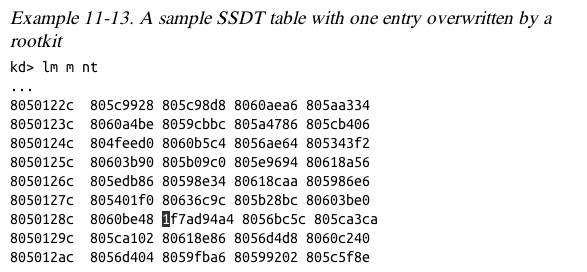 Example 11-13. A sample SSDT table with one entry overwritten by a
rootkit
kd> lm m nt
...
8050122c 805c9928 805c98d8 8060aea6 805aa334
8050123c 8060a4be 8059cbbc 805a4786 805cb406
8050124c 804feed0 8060b5c4 8056ae64 805343f2
8050125c 80603b90 805b09c0 805e9694 80618a56
8050126c 805edb86 80598e34 80618caa 805986e6
8050127c 805401f0 80636c9c 805b28bc 80603be0
8050128c 8060be48 1f7ad94a4 8056bc5c 805ca3ca
8050129c 805ca102 80618e86 8056d4d8 8060c240
805012ac 8056d404 8059fba6 80599202 805c5f8e